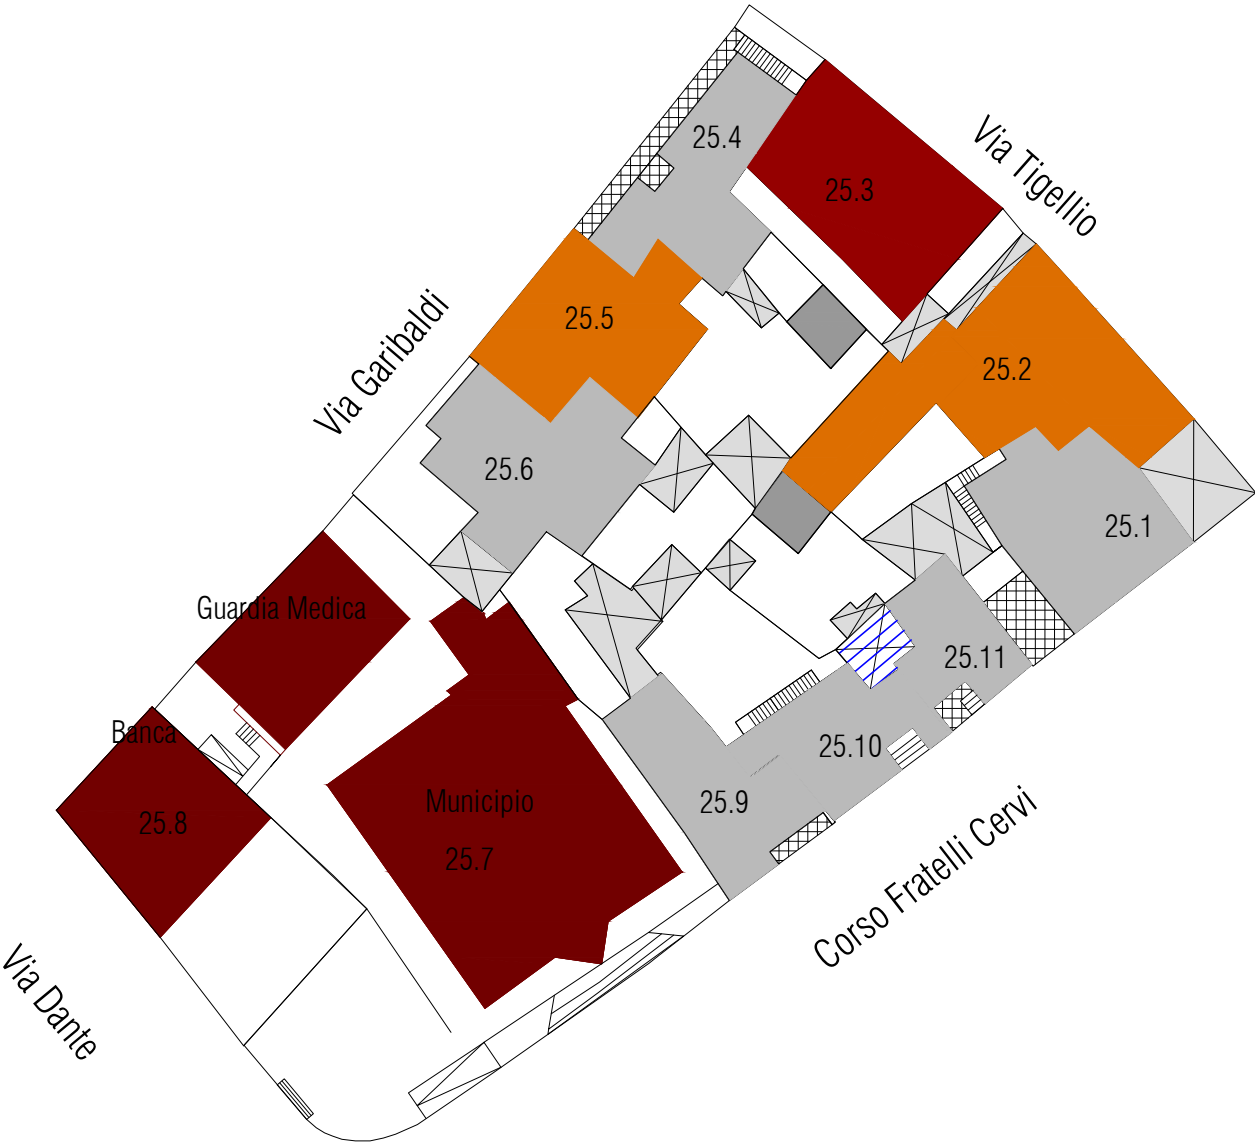 Via Tigellio
25.4
25.3
Via Garibaldi
25.5
25.2
25.6
25.1
Guardia Medica
25.11
Banca
25.10
Municipio
25.9
25.8
25.7
Corso Fratelli Cervi
Via Dante